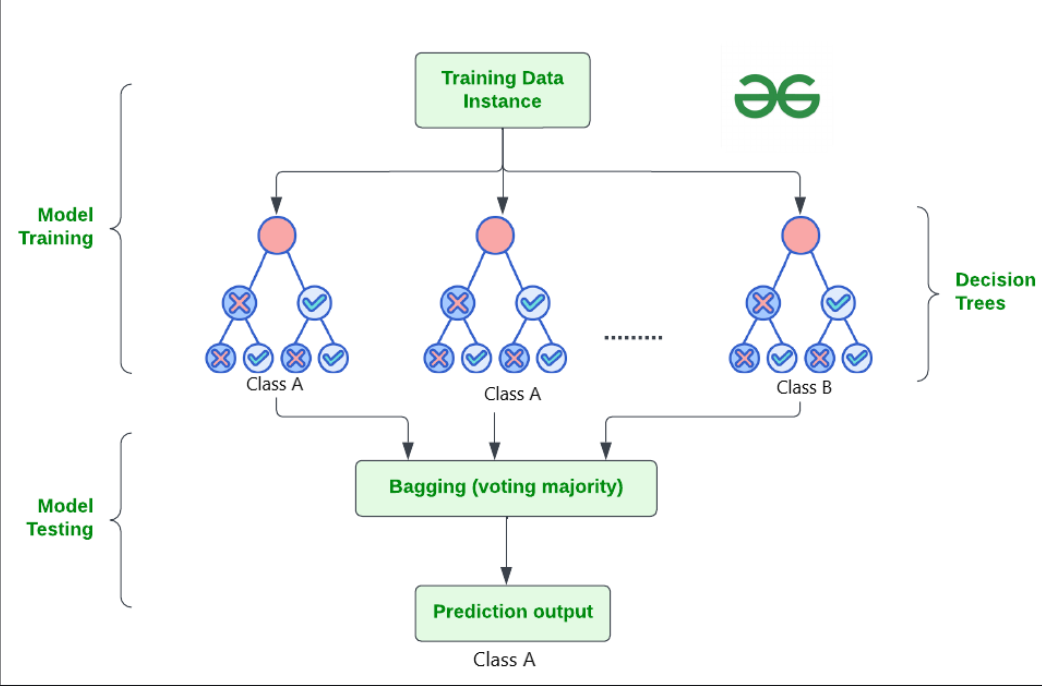 Training Data
Instance
Model
Training
Decision
Trees
.........
Class A
Class A
Class B
Model
Testing
Bagging (voting majority)
Prediction output
Class A